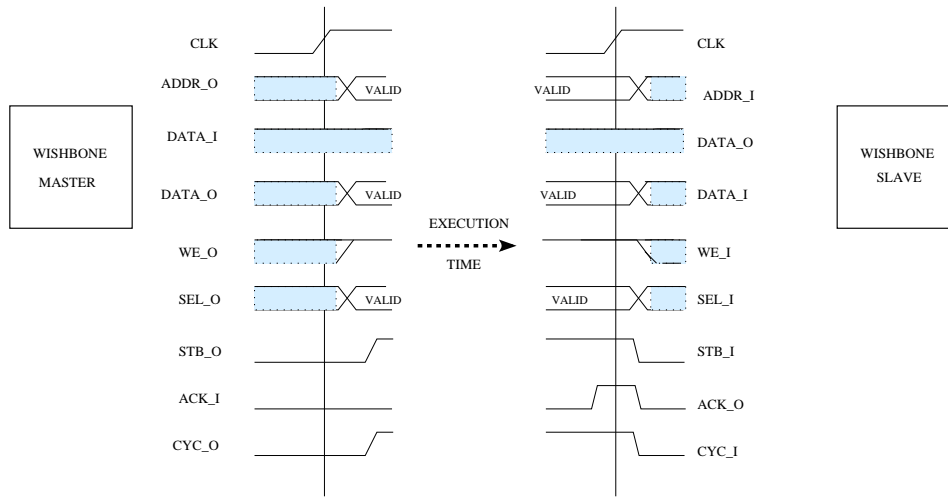 CLK
CLK
ADDR_O
VALID
VALID
ADDR_I
DATA_I
DATA_O
WISHBONE
MASTER
WISHBONE
SLAVE
DATA_O
VALID
VALID
DATA_I
EXECUTION
TIME
WE_O
WE_I
SEL_O
VALID
VALID
SEL_I
STB_O
STB_I
ACK_I
ACK_O
CYC_O
CYC_I